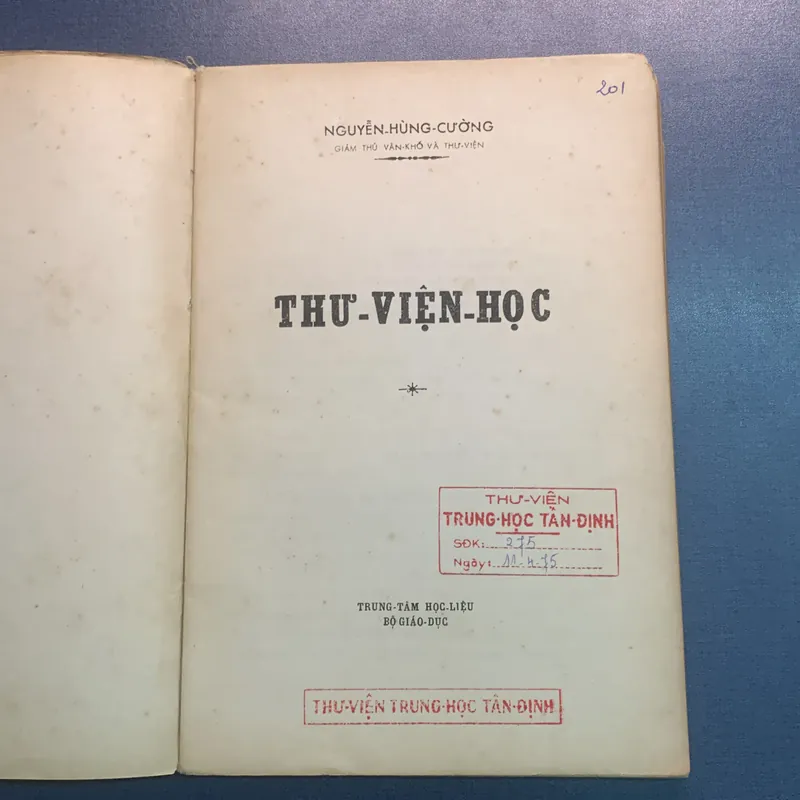 201
NGUYỄN-HÙNG-CƯỜNG
GIÁM THỦ VĂN-KHỐ VÀ THƯ-VIỆN
THƯ-VIỆN-HỌC
THƯ-VIỆN
TRUNG-HỌC TÂN-ĐỊNH
SĐK: 275
Ngày: 11-4-75
TRUNG-TÂM HỌC-LIỆU
BỘ GIÁO-DỤC
THƯ-VIỆN TRUNG-HỌC TÂN-ĐỊNH